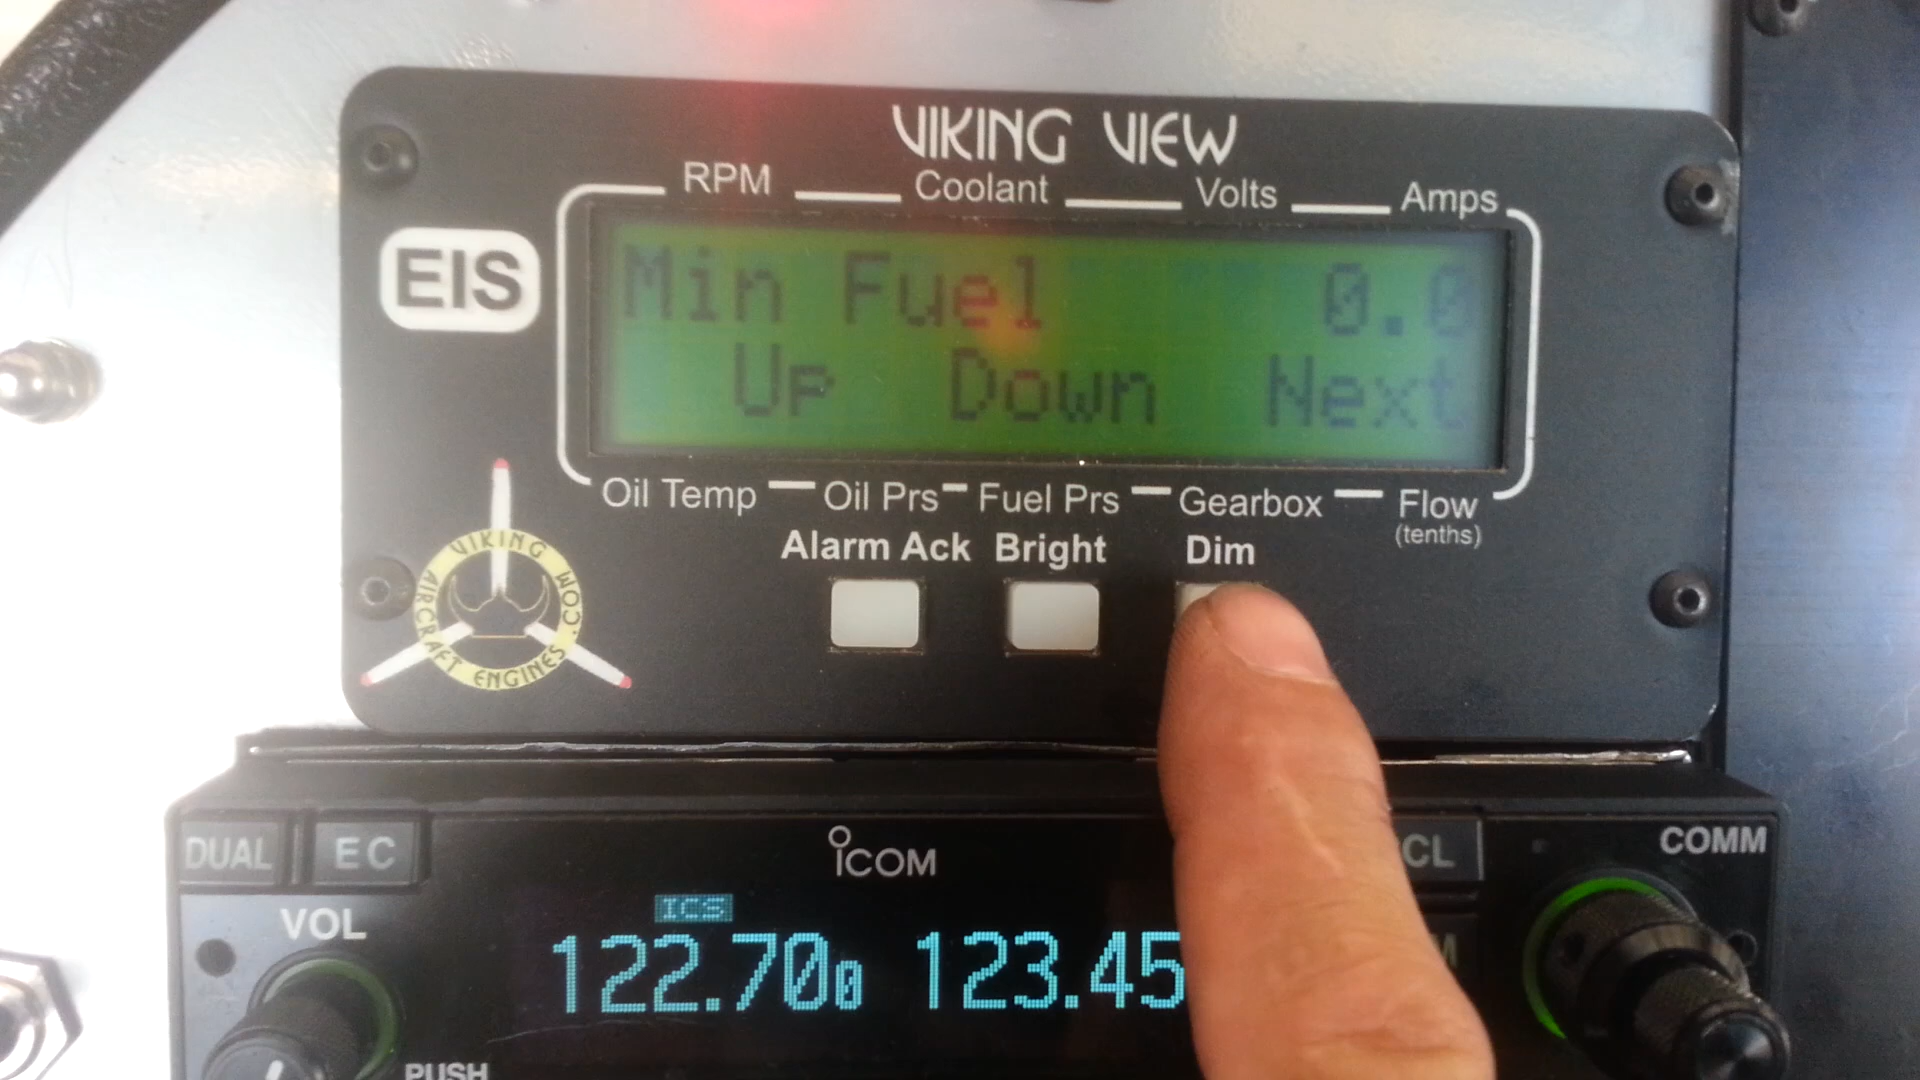 VIKING VIEW
RPM Coolant Volts Amps
EIS
Min Fuel 0.0
Up Down Next
Oil Temp Oil Prs Fuel Prs Gearbox Flow
(tenths)
Alarm Ack Bright Dim
VIKING
AIRCRAFT ENGINES.COM
DUAL EC
ICOM
CL
COMM
VOL
ICS
122.700 123.45
M
PUSH